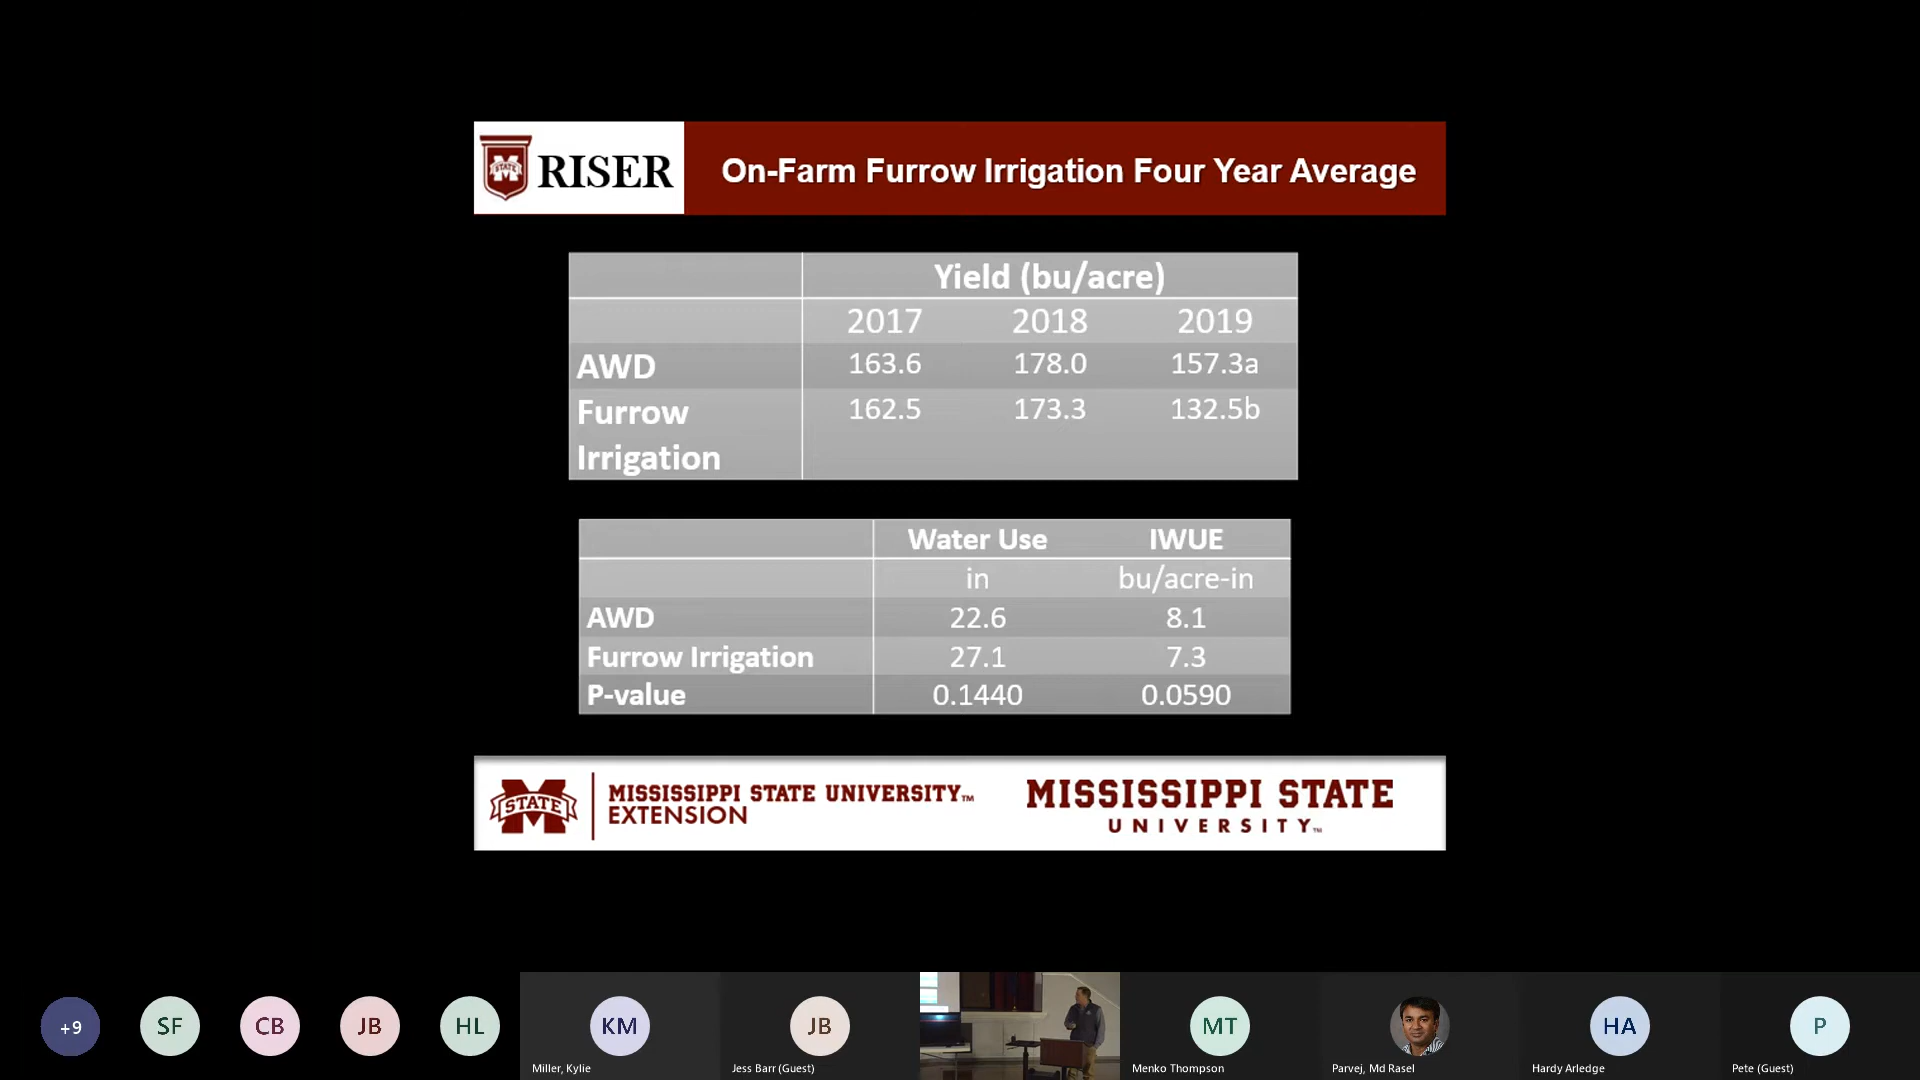 STATE
RISER
On-Farm Furrow Irrigation Four Year Average
Yield (bu/acre)
2017 2018 2019
AWD 163.6 178.0 157.3a
Furrow 162.5 173.3 132.5b
Irrigation
Water Use IWUE
in bu/acre-in
AWD 22.6 8.1
Furrow Irrigation 27.1 7.3
P-value 0.1440 0.0590
STATE
MISSISSIPPI STATE UNIVERSITY™
EXTENSION
MISSISSIPPI STATE
UNIVERSITY™
+9 SF CB JB HL KM JB MT HA P
Miller, Kylie Jess Barr (Guest) Menko Thompson Parvej, Md Rasel Hardy Arledge Pete (Guest)